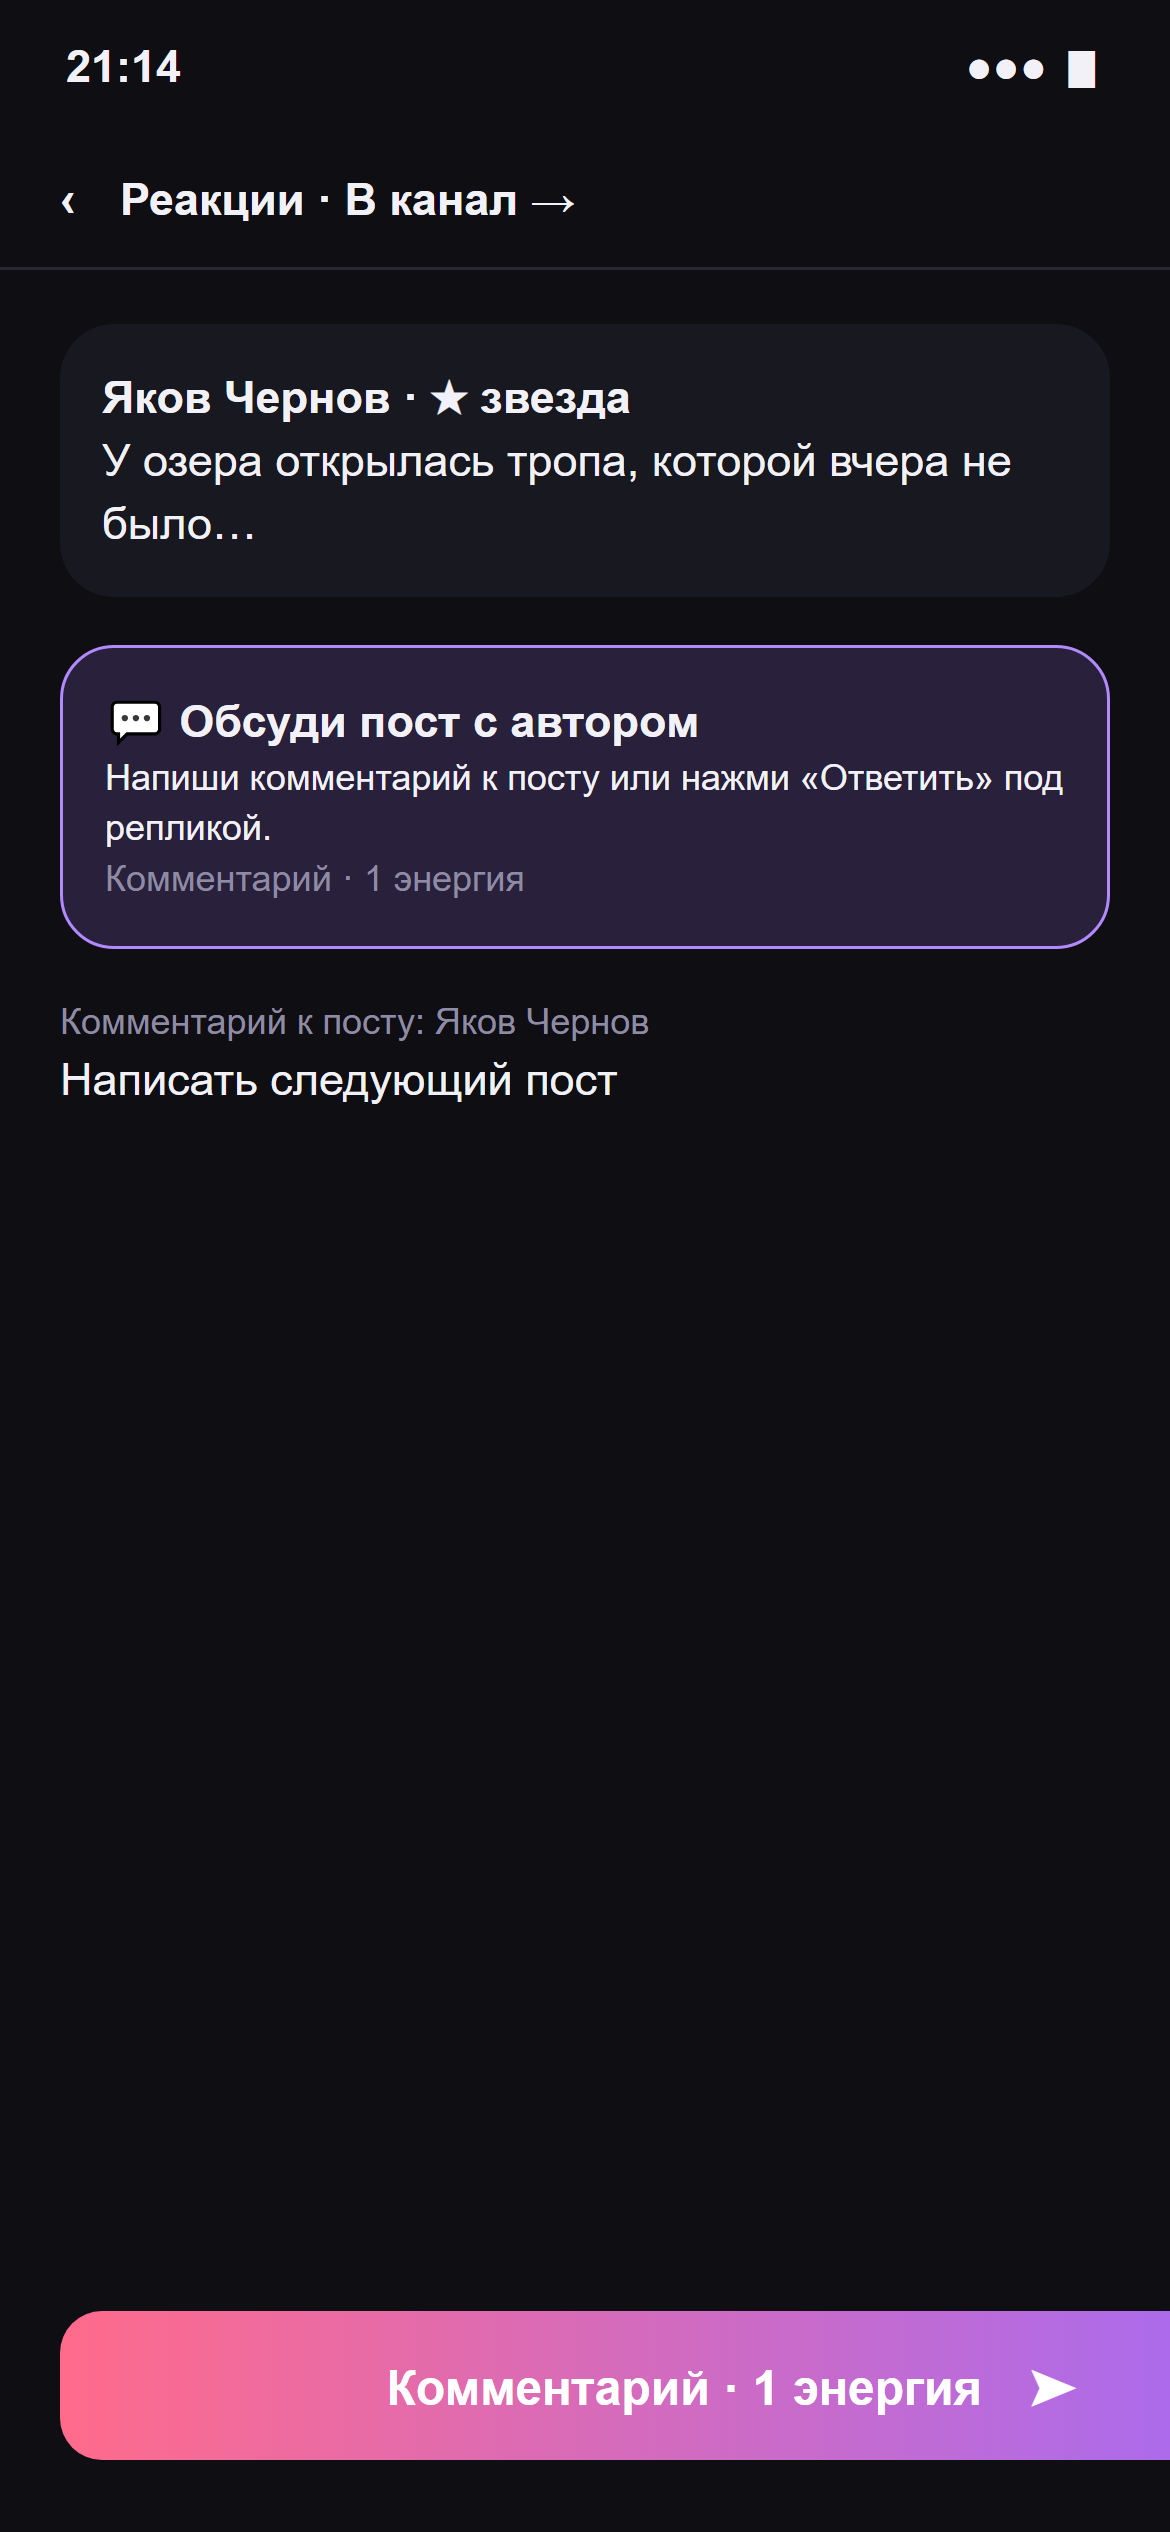 21:14
‹ Реакции · В канал →
Яков Чернов · ★ звезда
У озера открылась тропа, которой вчера не
было…
💬 Обсуди пост с автором
Напиши комментарий к посту или нажми «Ответить» под
репликой.
Комментарий · 1 энергия
Комментарий к посту: Яков Чернов
Написать следующий пост
Комментарий · 1 энергия ➤